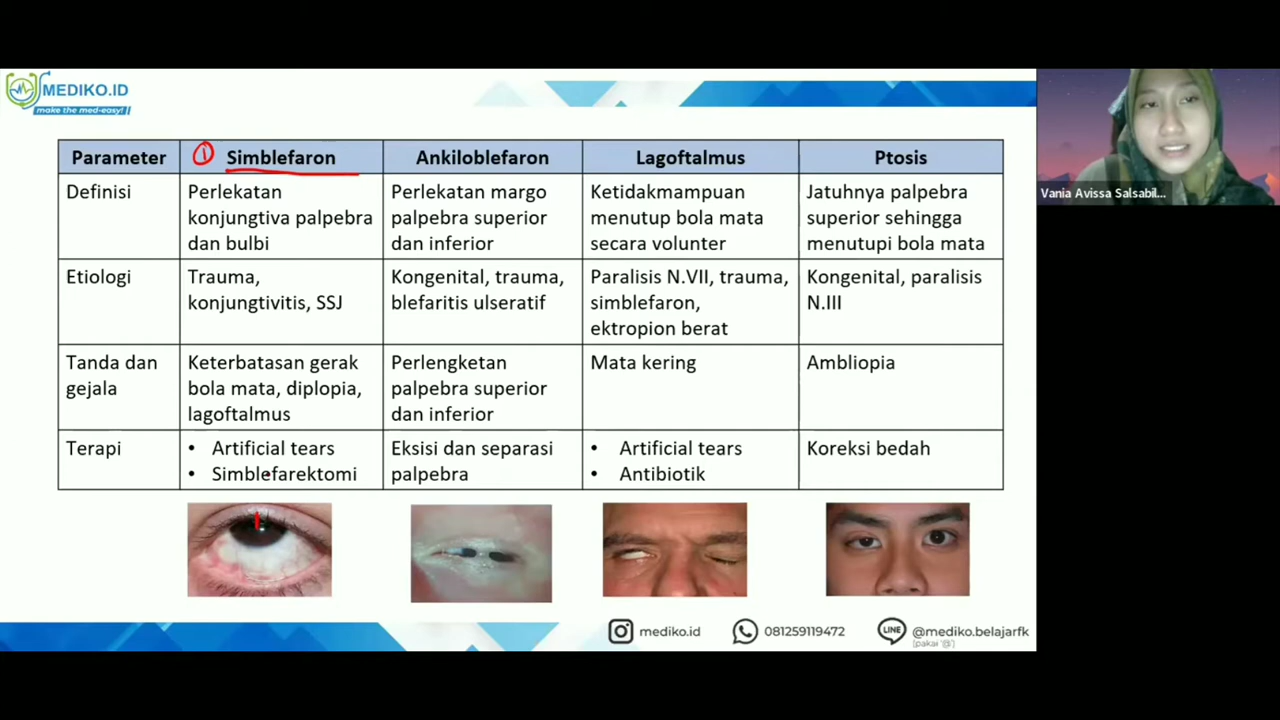 MEDIKO.ID
make the med-easy!
Vania Avissa Salsabil...
Parameter
① Simblefaron
Ankiloblefaron
Lagoftalmus
Ptosis
Definisi
Perlekatan
konjungtiva palpebra
dan bulbi
Perlekatan margo
palpebra superior
dan inferior
Ketidakmampuan
menutup bola mata
secara volunter
Jatuhnya palpebra
superior sehingga
menutupi bola mata
Etiologi
Trauma,
konjungtivitis, SSJ
Kongenital, trauma,
blefaritis ulseratif
Paralisis N.VII, trauma,
simblefaron,
ektropion berat
Kongenital, paralisis
N.III
Tanda dan
gejala
Keterbatasan gerak
bola mata, diplopia,
lagoftalmus
Perlengketan
palpebra superior
dan inferior
Mata kering
Ambliopia
Terapi
• Artificial tears
• Simblefarektomi
Eksisi dan separasi
palpebra
• Artificial tears
• Antibiotik
Koreksi bedah
mediko.id
081259119472
LINE
@mediko.belajarfk
(pakai '@')